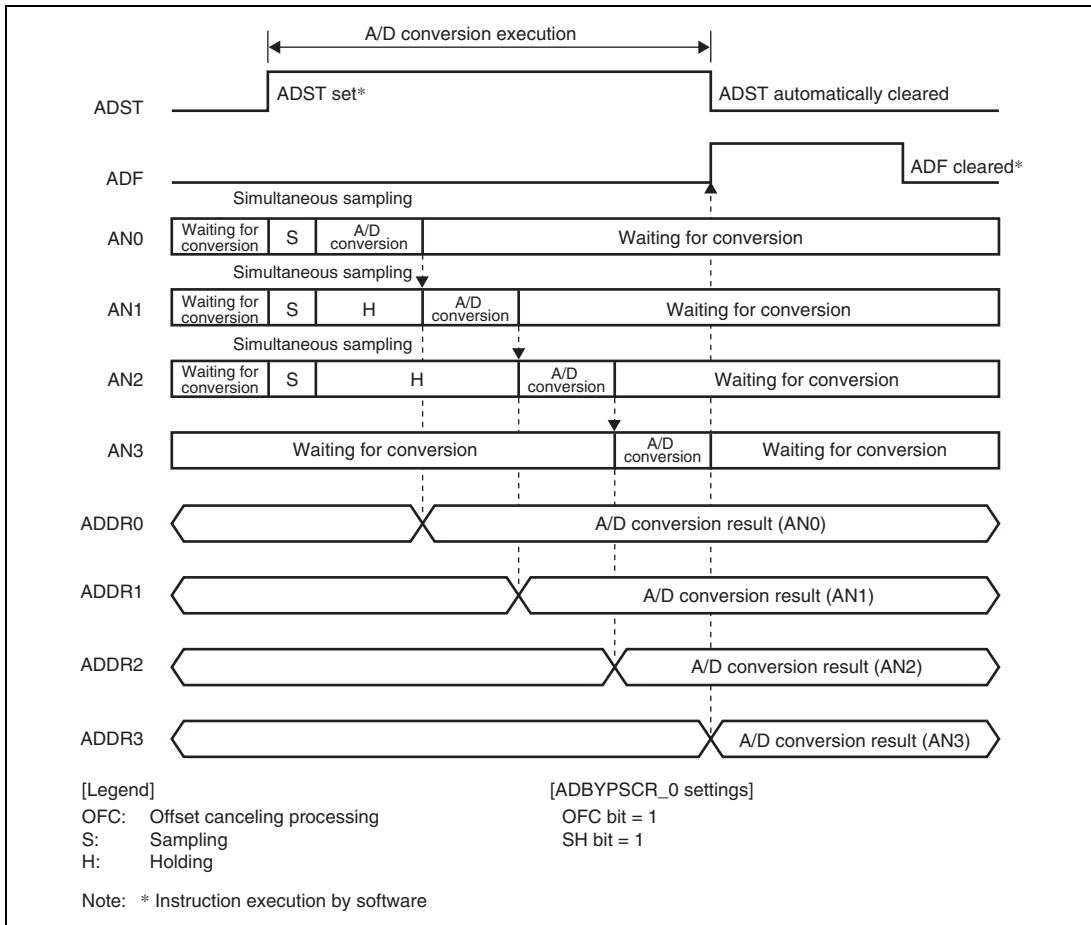 A/D conversion execution
ADST ADST set* ADST automatically cleared
ADF ADF cleared*
Simultaneous sampling
AN0 Waiting for conversion S A/D conversion Waiting for conversion
Simultaneous sampling
AN1 Waiting for conversion S H A/D conversion Waiting for conversion
Simultaneous sampling
AN2 Waiting for conversion S H A/D conversion Waiting for conversion
AN3 Waiting for conversion A/D conversion Waiting for conversion
ADDR0 A/D conversion result (AN0)
ADDR1 A/D conversion result (AN1)
ADDR2 A/D conversion result (AN2)
ADDR3 A/D conversion result (AN3)
[Legend] [ADBYPSCR_0 settings]
OFC: Offset canceling processing OFC bit = 1
S: Sampling SH bit = 1
H: Holding
Note: * Instruction execution by software